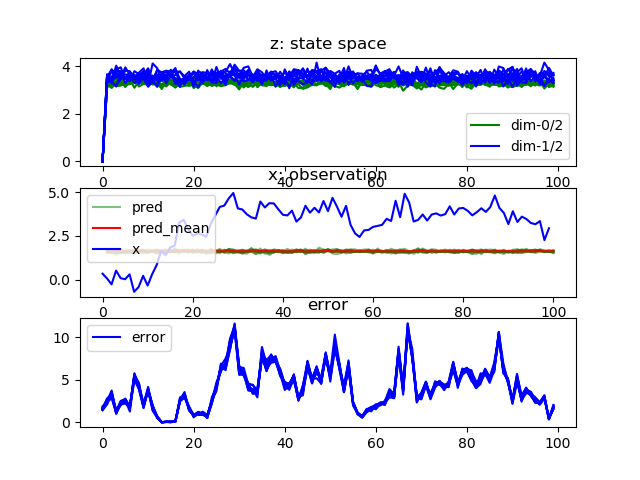 z: state space
4
2
0
dim-0/2
dim-1/2
0 20 40 60 80 100
x: observation
5.0
2.5
0.0
pred
pred_mean
x
0 20 40 60 80 100
error
10
5
0
error
0 20 40 60 80 100